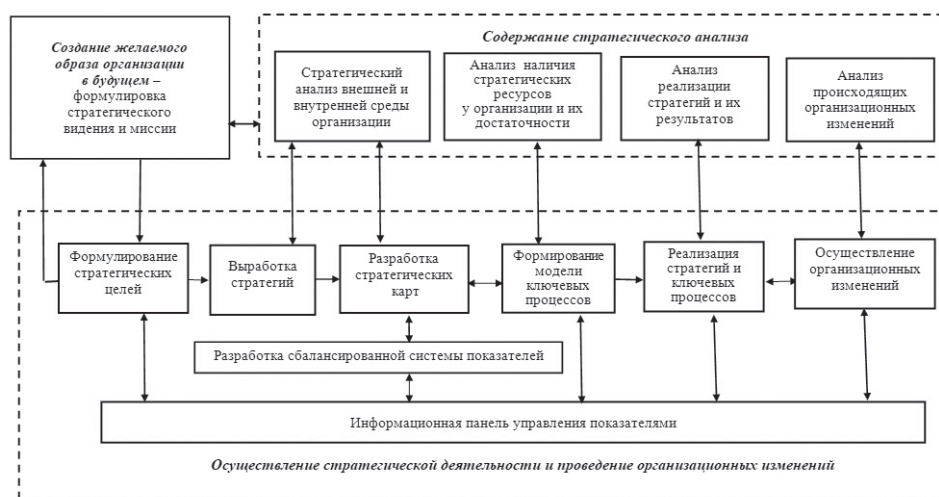 Создание желаемого
образа организации
в будущем –
формулировка
стратегического
видения и миссии
Содержание стратегического анализа
Стратегический
анализ внешней и
внутренней среды
организации
Анализ наличия
стратегических
ресурсов
у организации и их
достаточности
Анализ
реализации
стратегий и их
результатов
Анализ
происходящих
организационных
изменений
Формулирование
стратегических
целей
Выработка
стратегий
Разработка
стратегических
карт
Формирование
модели
ключевых
процессов
Реализация
стратегий и
ключевых
процессов
Осуществление
организационных
изменений
Разработка сбалансированной системы показателей
Информационная панель управления показателями
Осуществление стратегической деятельности и проведение организационных изменений